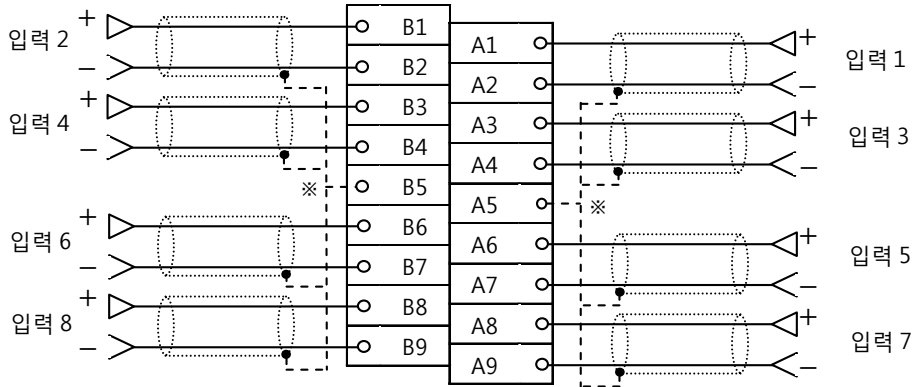 입력 2 + B1
− B2
입력 4 + B3
− B4
※ B5
입력 6 + B6
− B7
입력 8 + B8
− B9
A1 + 입력 1
A2 −
A3 + 입력 3
A4 −
A5 ※
A6 + 입력 5
A7 −
A8 + 입력 7
A9 −